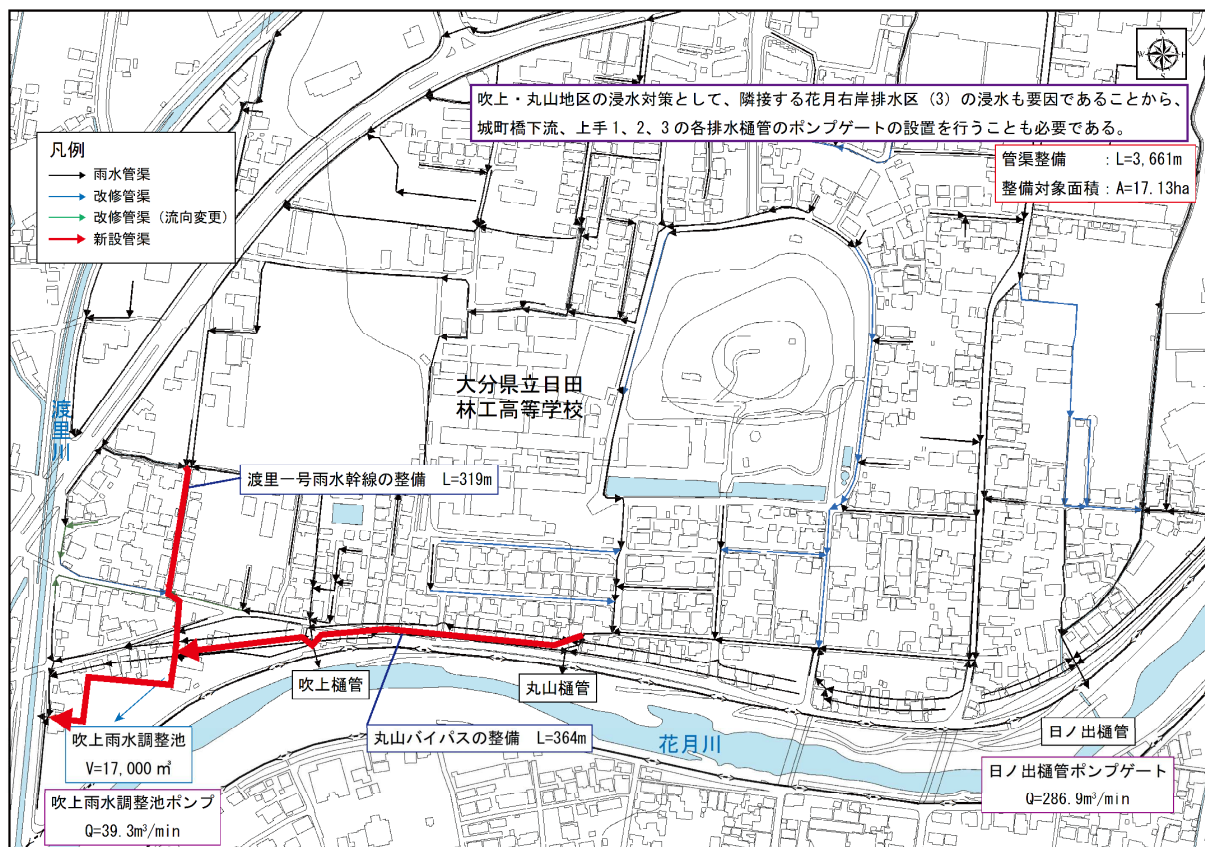 吹上・丸山地区の浸水対策として、隣接する花月右岸排水区（3）の浸水も要因であることから、
城町橋下流、上手1、2、3の各排水樋管のポンプゲートの設置を行うことも必要である。
管渠整備　　：L=3,661m
整備対象面積：A=17.13ha
凡例
雨水管渠
改修管渠
改修管渠（流向変更）
新設管渠
大分県立日田
林工高等学校
渡里川
渡里一号雨水幹線の整備　L=319m
吹上樋管
丸山樋管
丸山バイパスの整備　L=364m
花月川
日ノ出樋管
吹上雨水調整池
V=17,000㎥
吹上雨水調整池ポンプ
Q=39.3m³/min
日ノ出樋管ポンプゲート
Q=286.9m³/min